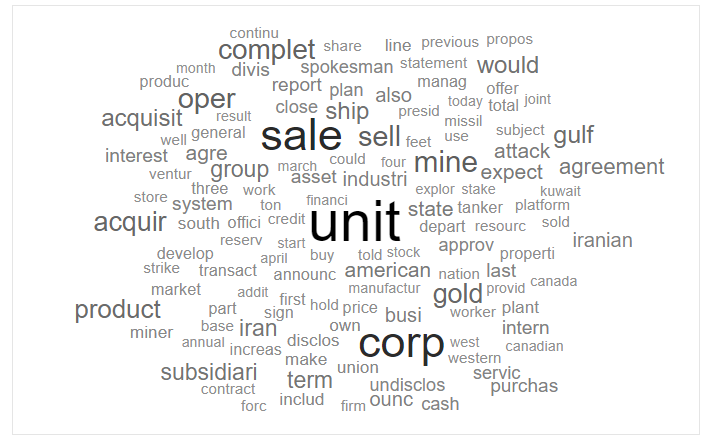 continu
complet share line previous propos
month divis spokesman statement would
produc report plan also manag offer
oper close ship presid today total joint
acquisit result sale sell missil subject gulf
well general feet use
interest agre march could four mine attack agreement
ventur group asset industri expect
three work explor stake kuwait
store system ton financi unit state tanker platform
acquir south offici credit depart resourc sold
reserv start told stock approv iranian
develop april buy properti
strike transact announc american nation last
market addit manufactur gold provid canada
product part first hold price busi worker plant
sign
miner base iran own corp intern
annual disclos west canadian
increas make western
subsidiari term union undisclos servic purchas
contract
forc includ firm ounc cash